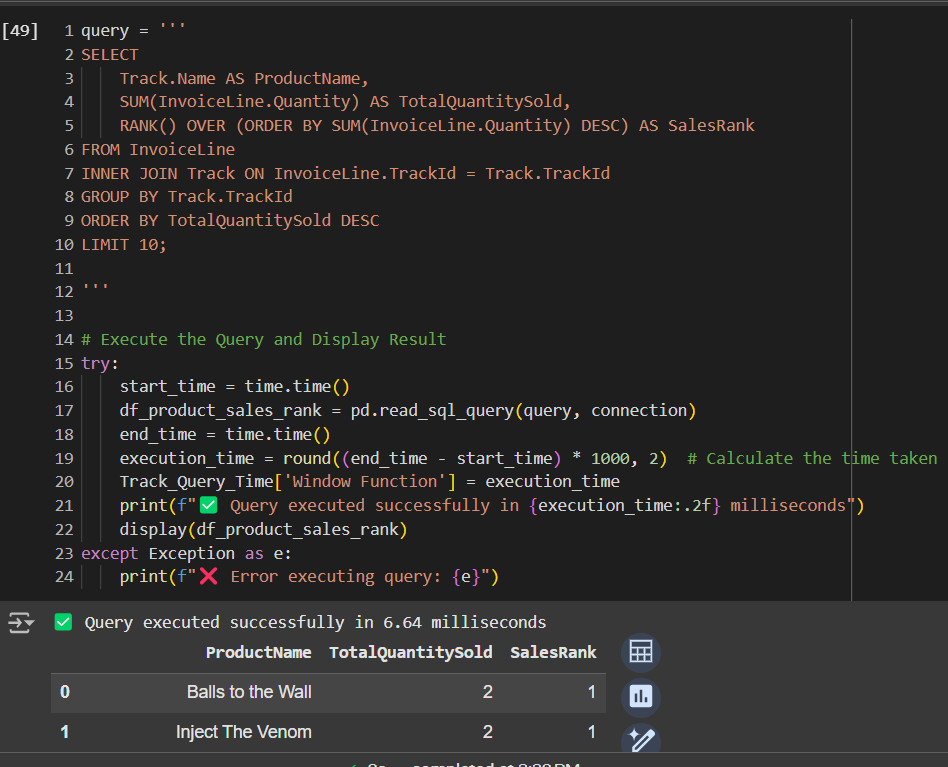 [49] 1 query = '''
2 SELECT
3     Track.Name AS ProductName,
4     SUM(InvoiceLine.Quantity) AS TotalQuantitySold,
5     RANK() OVER (ORDER BY SUM(InvoiceLine.Quantity) DESC) AS SalesRank
6 FROM InvoiceLine
7 INNER JOIN Track ON InvoiceLine.TrackId = Track.TrackId
8 GROUP BY Track.TrackId
9 ORDER BY TotalQuantitySold DESC
10 LIMIT 10;
11
12 '''
13
14 # Execute the Query and Display Result
15 try:
16     start_time = time.time()
17     df_product_sales_rank = pd.read_sql_query(query, connection)
18     end_time = time.time()
19     execution_time = round((end_time - start_time) * 1000, 2)  # Calculate the time taken
20     Track_Query_Time['Window Function'] = execution_time
21     print(f"✅ Query executed successfully in {execution_time:.2f} milliseconds")
22     display(df_product_sales_rank)
23 except Exception as e:
24     print(f"❌ Error executing query: {e}")
✅ Query executed successfully in 6.64 milliseconds
ProductName TotalQuantitySold SalesRank
0 Balls to the Wall 2 1
1 Inject The Venom 2 1